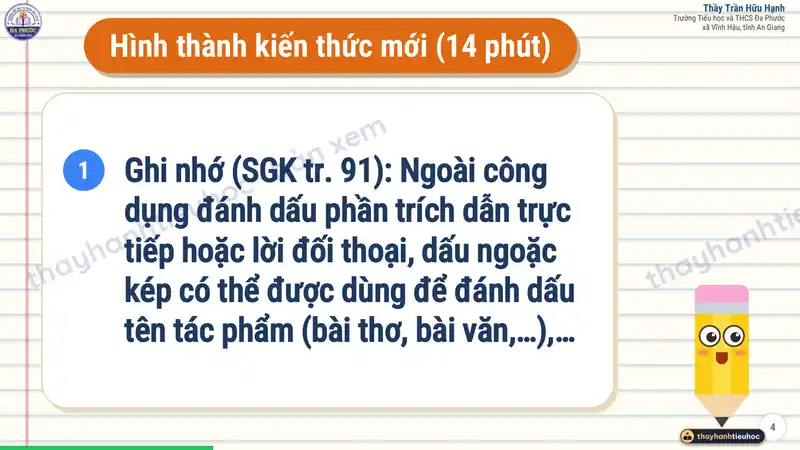 Thầy Trần Hữu Hạnh
Trường Tiểu học và THCS Đa Phước
xã Vĩnh Hậu, tỉnh An Giang
ĐA PHƯỚC
Hình thành kiến thức mới (14 phút)
1
Ghi nhớ (SGK tr. 91): Ngoài công
dụng đánh dấu phần trích dẫn trực
tiếp hoặc lời đối thoại, dấu ngoặc
kép có thể được dùng để đánh dấu
tên tác phẩm (bài thơ, bài văn,…),…
thayhanhtieuhoc
4